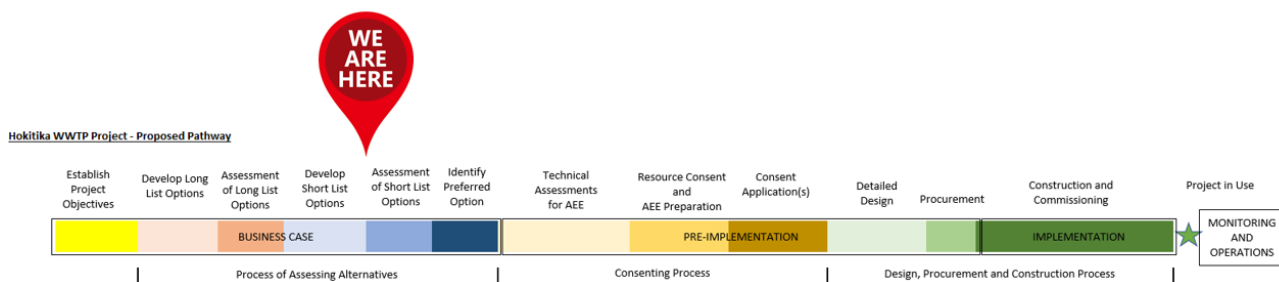 WE
ARE
HERE
Hokitika WWTP Project - Proposed Pathway
Establish
Project
Objectives
Develop Long
List Options
Assessment
of Long List
Options
Develop
Short List
Options
Assessment
of Short List
Options
Identify
Preferred
Option
Technical
Assessments
for AEE
Resource Consent
and
AEE Preparation
Consent
Application(s)
Detailed
Design
Procurement
Construction and
Commissioning
Project in Use
BUSINESS CASE
PRE-IMPLEMENTATION
IMPLEMENTATION
MONITORING
AND
OPERATIONS
Process of Assessing Alternatives
Consenting Process
Design, Procurement and Construction Process